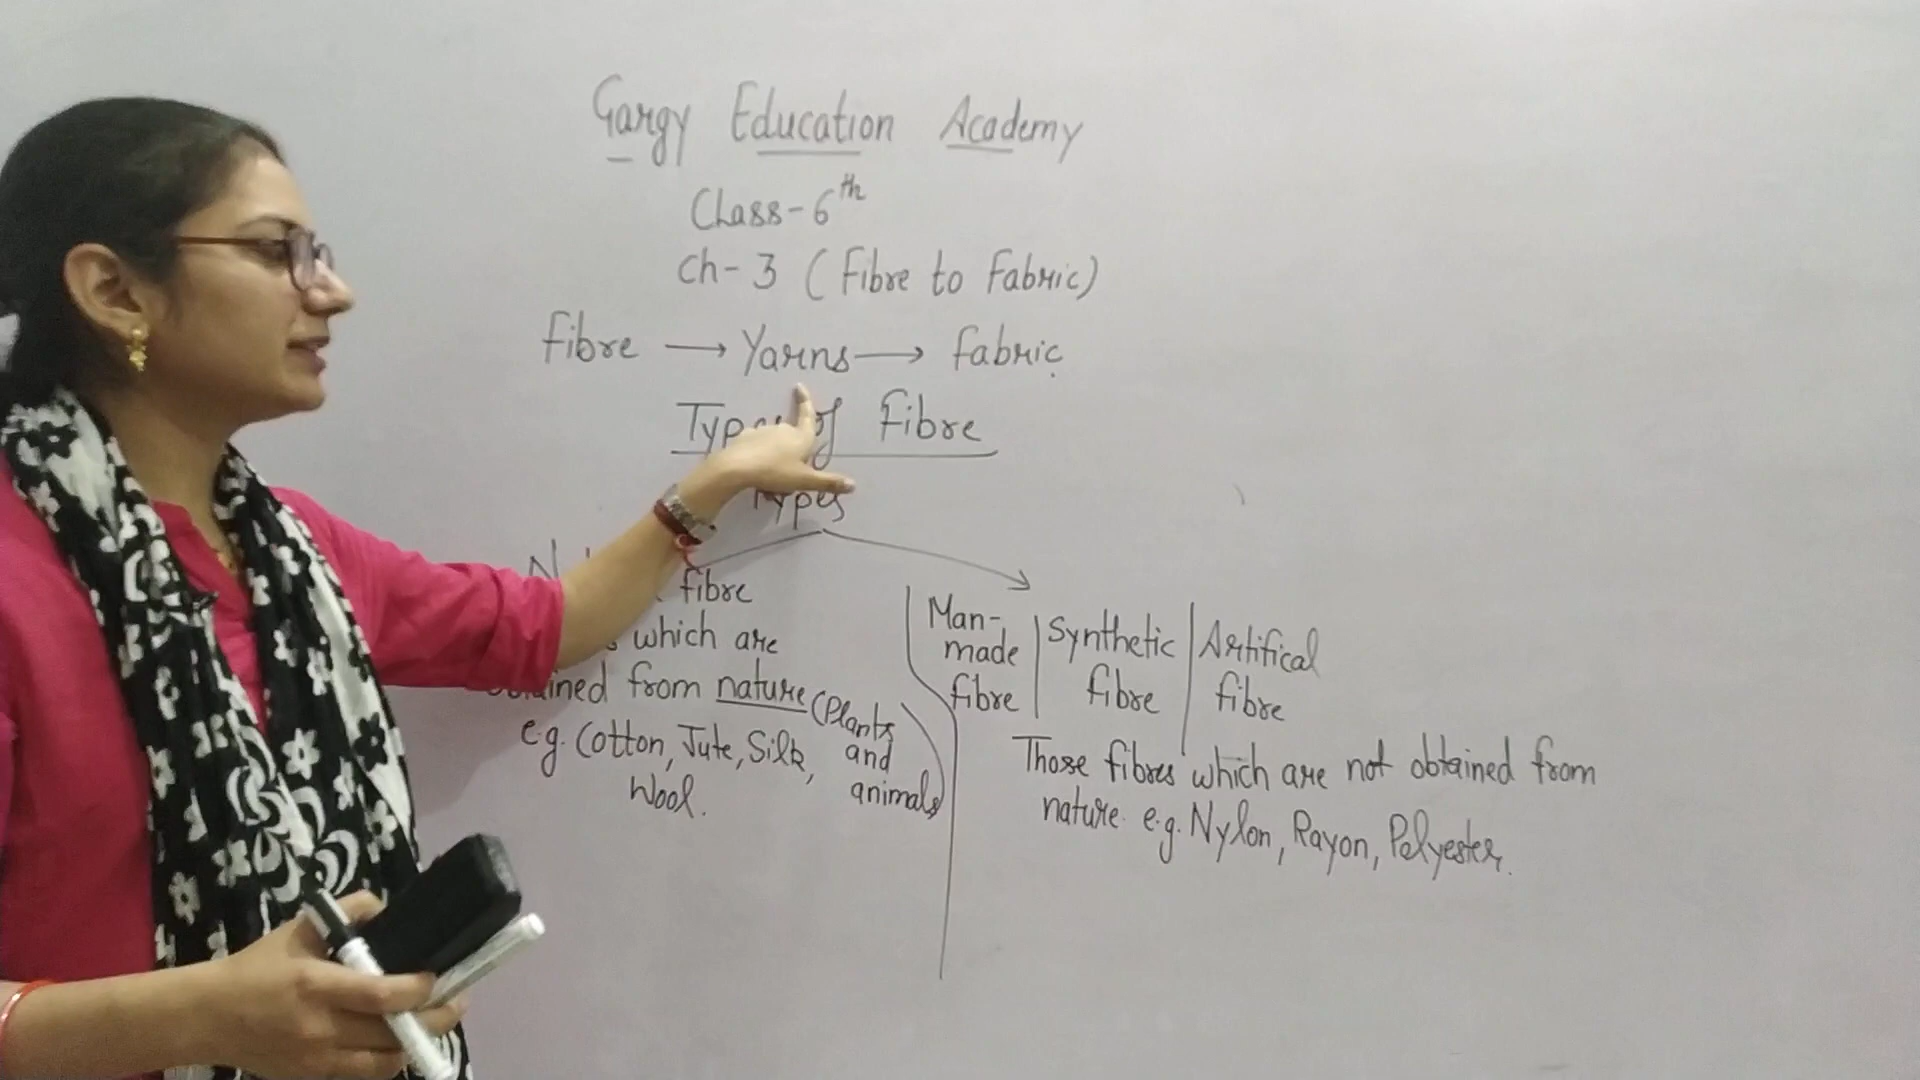 Gargy Education Academy
Class-6th
Ch-3 (Fibre to Fabric)
fibre → Yarns → fabric
Types of Fibre
Types
fibre
which are
from nature (Plants
e.g. Cotton, Jute, Silk, and
Wool. animals)
Man-
made
fibre
Synthetic
fibre
Artifical
fibre
Those fibres which are not obtained from
nature. e.g. Nylon, Rayon, Polyester.